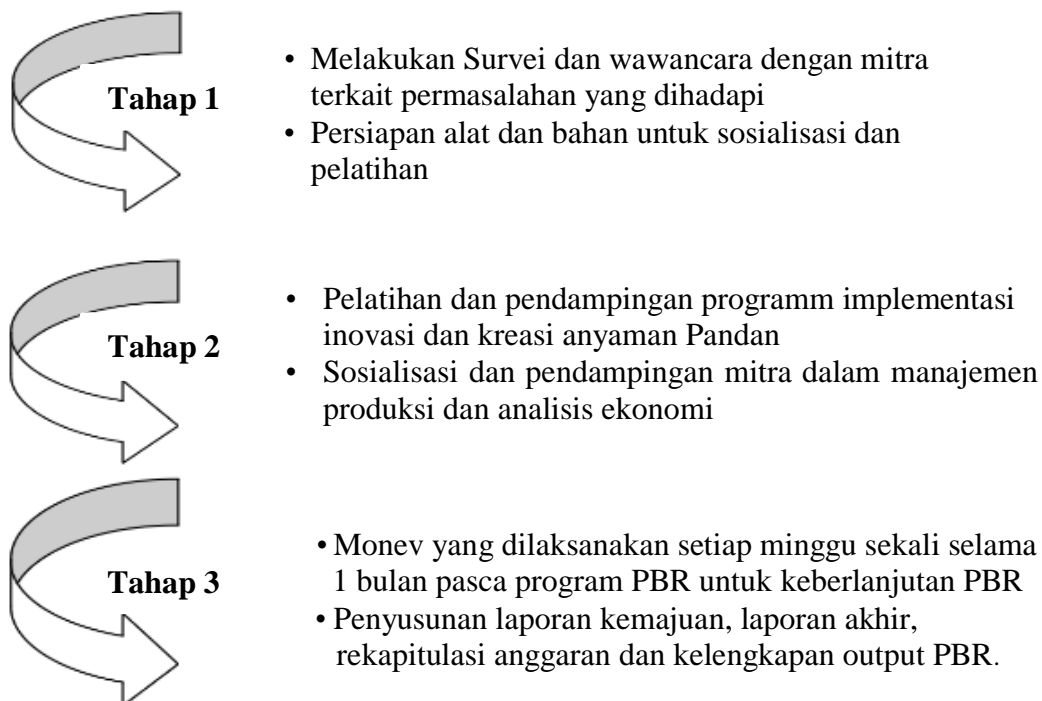 Tahap 1
• Melakukan Survei dan wawancara dengan mitra
terkait permasalahan yang dihadapi
• Persiapan alat dan bahan untuk sosialisasi dan
pelatihan
Tahap 2
• Pelatihan dan pendampingan programm implementasi
inovasi dan kreasi anyaman Pandan
• Sosialisasi dan pendampingan mitra dalam manajemen
produksi dan analisis ekonomi
Tahap 3
• Monev yang dilaksanakan setiap minggu sekali selama
1 bulan pasca program PBR untuk keberlanjutan PBR
• Penyusunan laporan kemajuan, laporan akhir,
rekapitulasi anggaran dan kelengkapan output PBR.